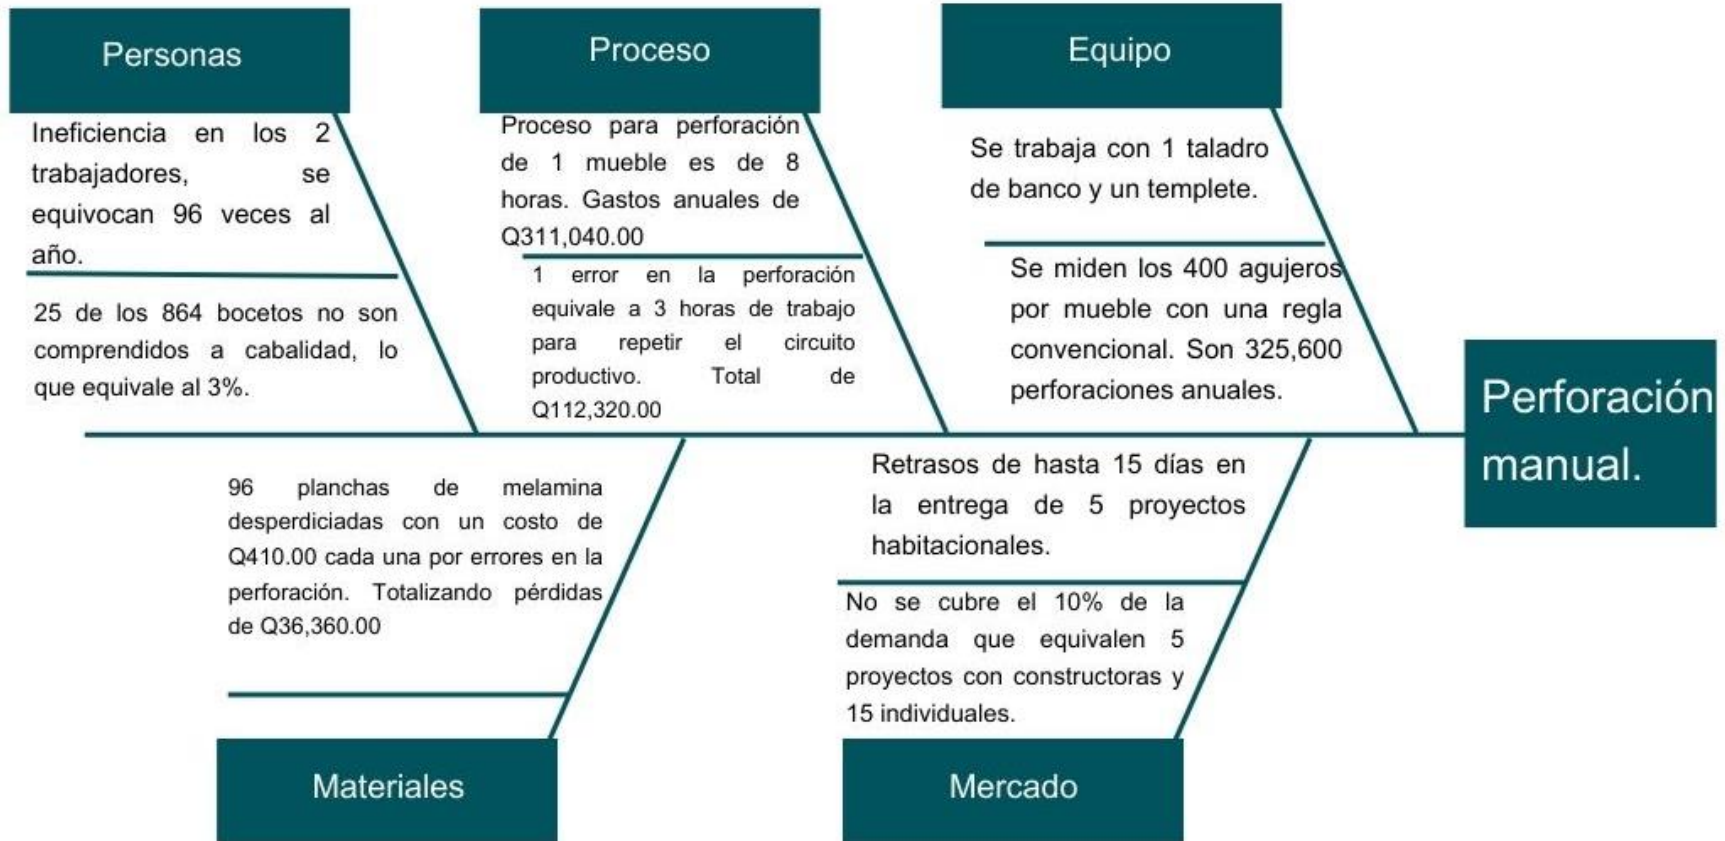 Personas
Ineficiencia en los 2
trabajadores, se
equivocan 96 veces al
año.
25 de los 864 bocetos no son
comprendidos a cabalidad, lo
que equivale al 3%.
Proceso
Proceso para perforación
de 1 mueble es de 8
horas. Gastos anuales de
Q311,040.00
1 error en la perforación
equivale a 3 horas de trabajo
para repetir el circuito
productivo. Total de
Q112,320.00
Equipo
Se trabaja con 1 taladro
de banco y un templete.
Se miden los 400 agujeros
por mueble con una regla
convencional. Son 325,600
perforaciones anuales.
Perforación
manual.
96 planchas de melamina
desperdiciadas con un costo de
Q410.00 cada una por errores en la
perforación. Totalizando pérdidas
de Q36,360.00
Materiales
Retrasos de hasta 15 días en
la entrega de 5 proyectos
habitacionales.
No se cubre el 10% de la
demanda que equivalen 5
proyectos con constructoras y
15 individuales.
Mercado